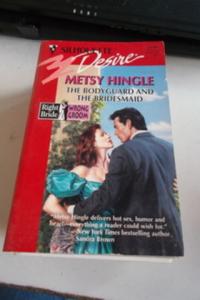 SILHOUETTE
Desire
METSY HINGLE
THE BODYGUARD AND
THE BRIDESMAID
Right
Bride
WRONG
GROOM
"Metsy Hingle delivers hot sex, humor and
heart—everything a reader could wish for."
—New York Times bestselling author
Sandra Brown